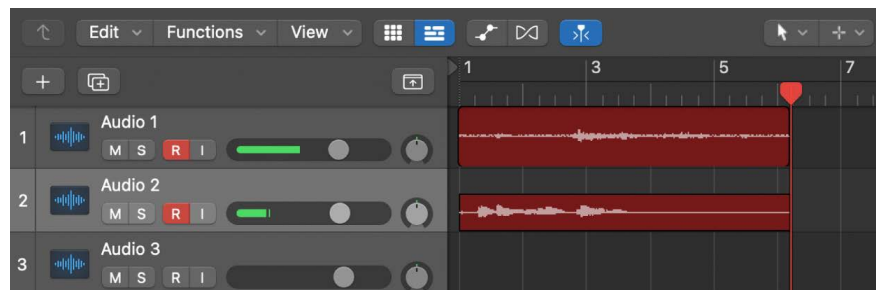 Edit Functions View
1 3 5 7
1 Audio 1
M S R I
2 Audio 2
M S R I
3 Audio 3
M S R I